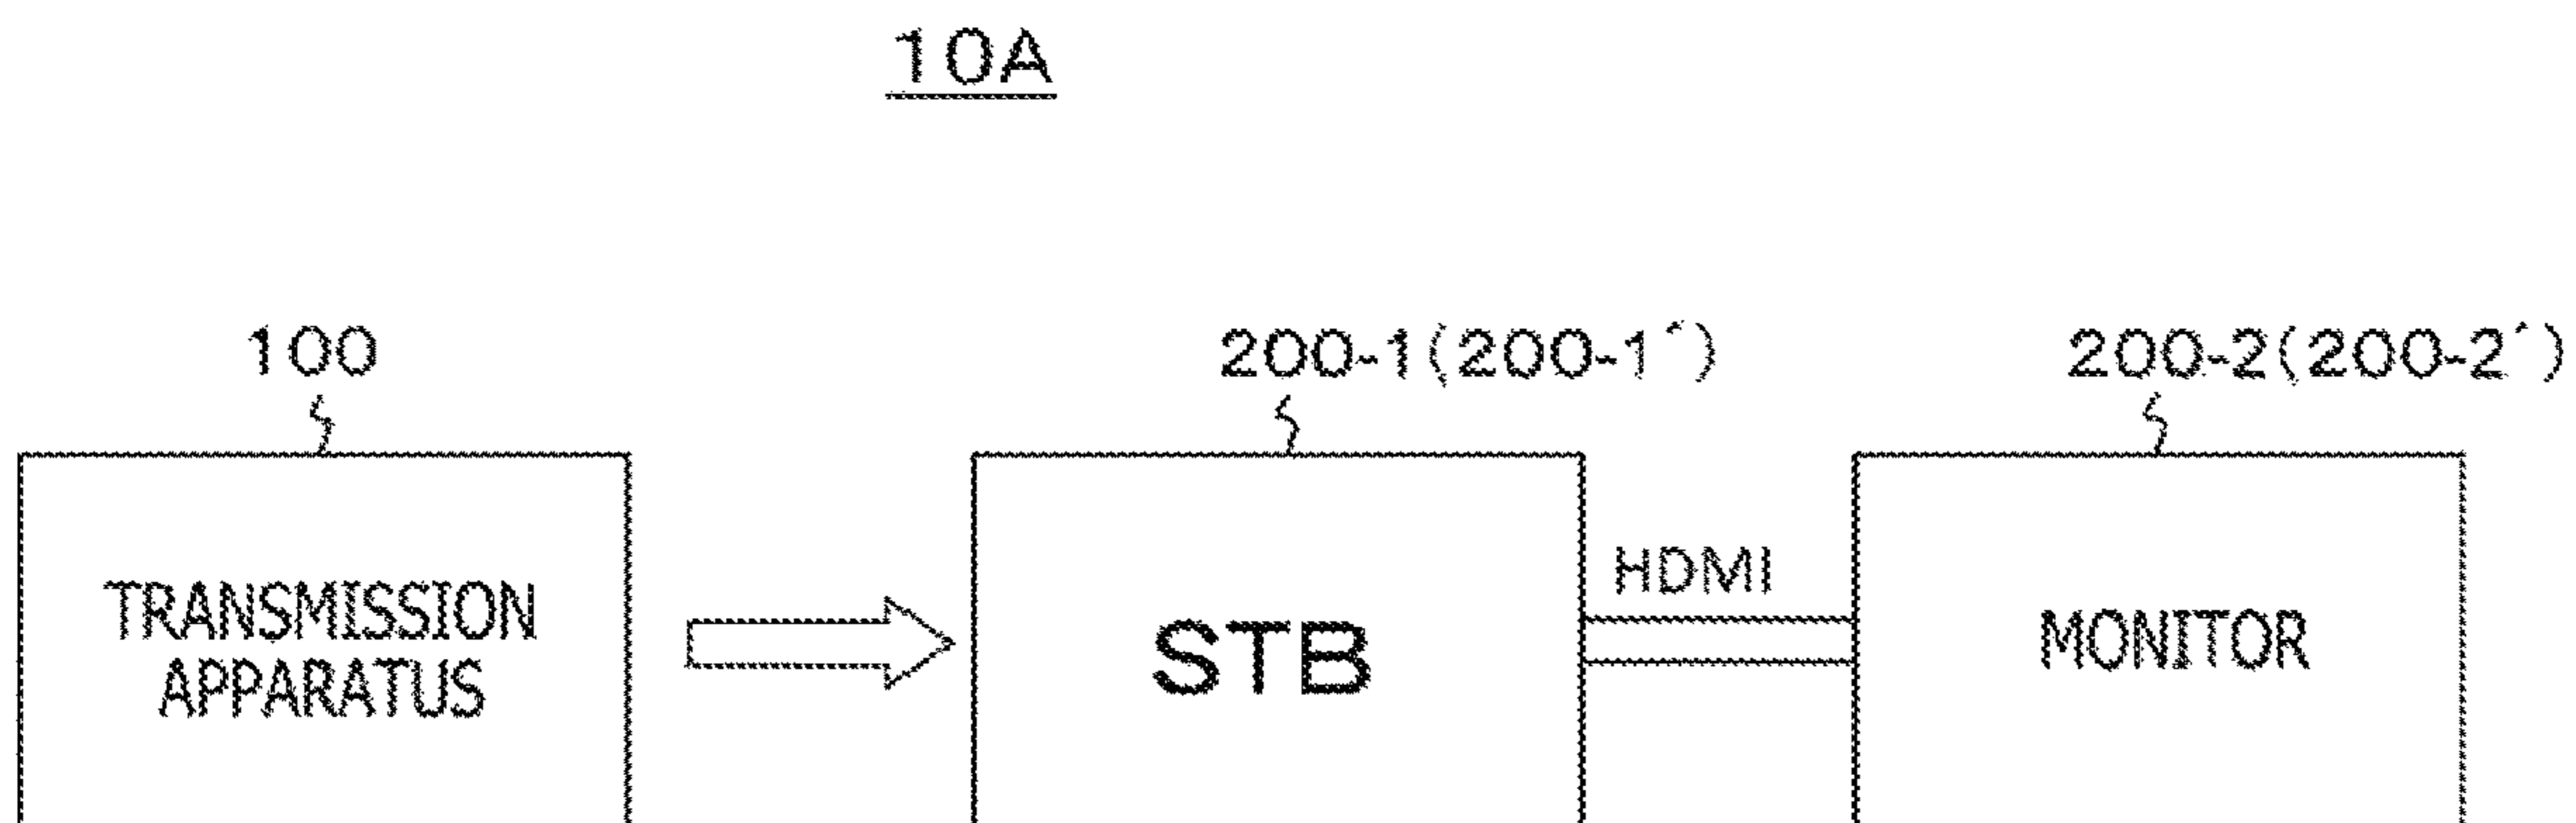 10A
100
200-1(200-1´)
200-2(200-2´)
TRANSMISSION
APPARATUS
STB
HDMI
MONITOR